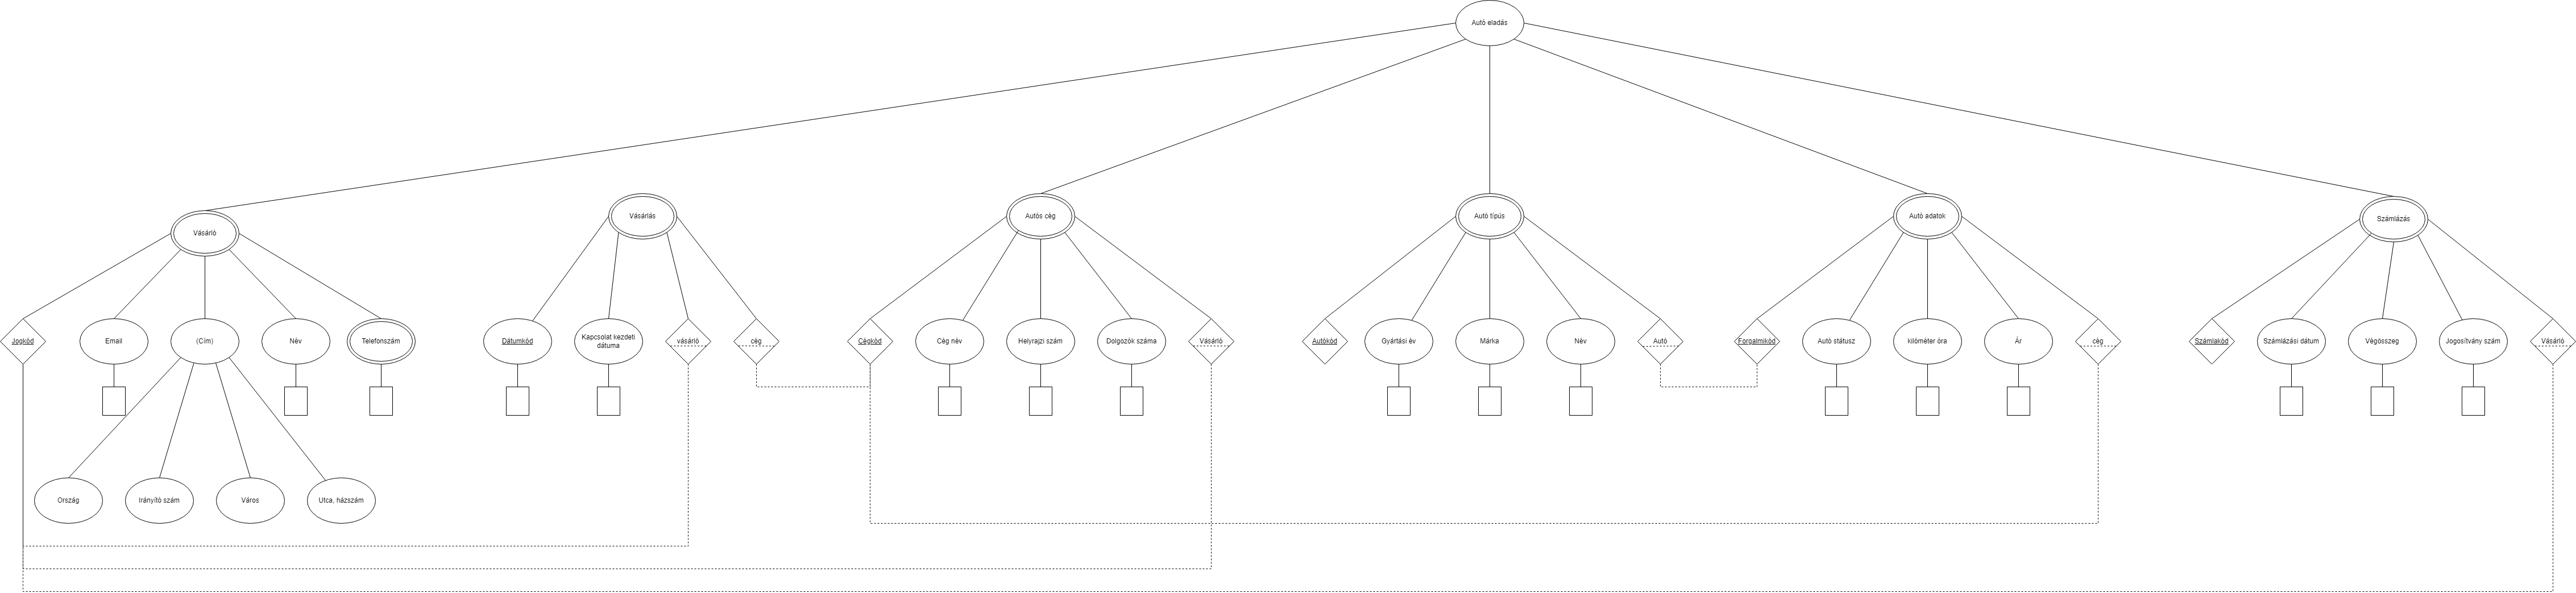 Autó eladás
Vásárló
Vásárlás
Autós cég
Autó típús
Autó adatok
Számlázás
Jogkód
Email
(Cím)
Név
Telefonszám
Dátumkód
Kapcsolat kezdeti
dátuma
vásárló
cég
Cégkód
Cég név
Helyrajzi szám
Dolgozók száma
Vásárló
Autókód
Gyártási év
Márka
Név
Autó
Forgalmikód
Autó státusz
kilóméter óra
Ár
cég
Számlakód
Számlázási dátum
Végösszeg
Jogosítvány szám
Vásárló
Ország
Irányító szám
Város
Utca, házszám